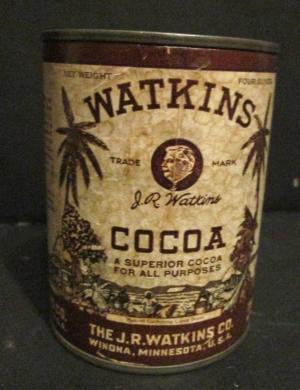 NET WEIGHT
FOUR OUNCES
WATKINS
TRADE MARK
J.R. Watkins
COCOA
A SUPERIOR COCOA
FOR ALL PURPOSES
THE J.R. WATKINS CO.
WINONA, MINNESOTA, U.S.A.